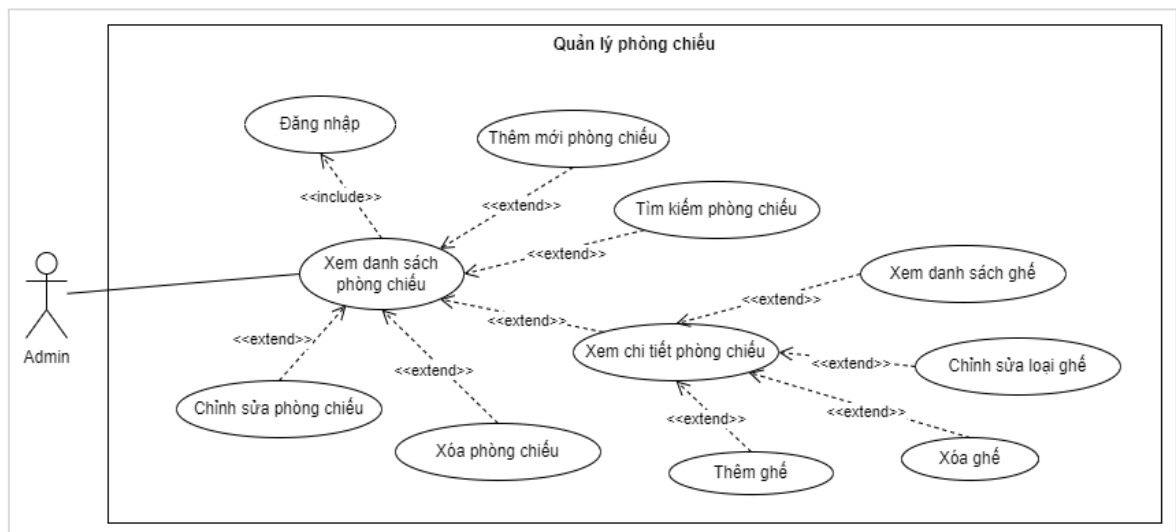 Quản lý phòng chiếu
Đăng nhập
Thêm mới phòng chiếu
<<include>>
<<extend>>
Tìm kiếm phòng chiếu
<<extend>>
Xem danh sách
phòng chiếu
Xem danh sách ghế
<<extend>>
<<extend>>
Admin
<<extend>>
Xem chi tiết phòng chiếu
<<extend>>
Chỉnh sửa loại ghế
<<extend>>
Chỉnh sửa phòng chiếu
<<extend>>
<<extend>>
Xóa phòng chiếu
Thêm ghế
Xóa ghế